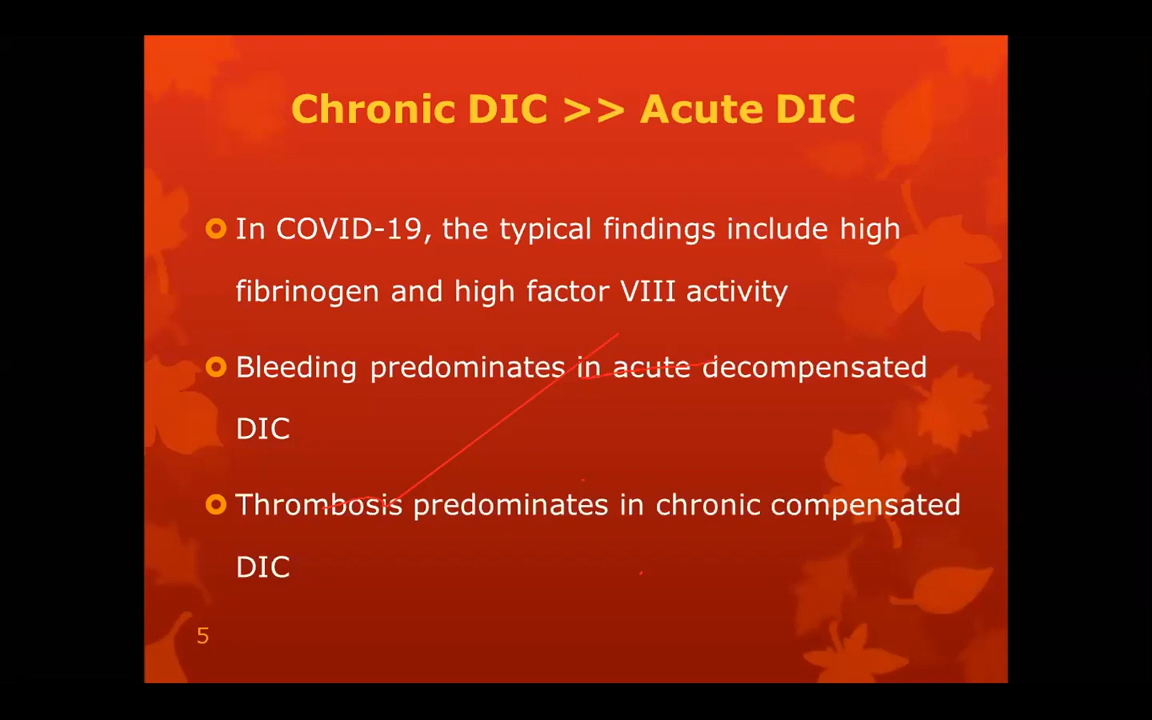 Chronic DIC >> Acute DIC
In COVID-19, the typical findings include high
fibrinogen and high factor VIII activity
Bleeding predominates in acute decompensated
DIC
Thrombosis predominates in chronic compensated
DIC
5